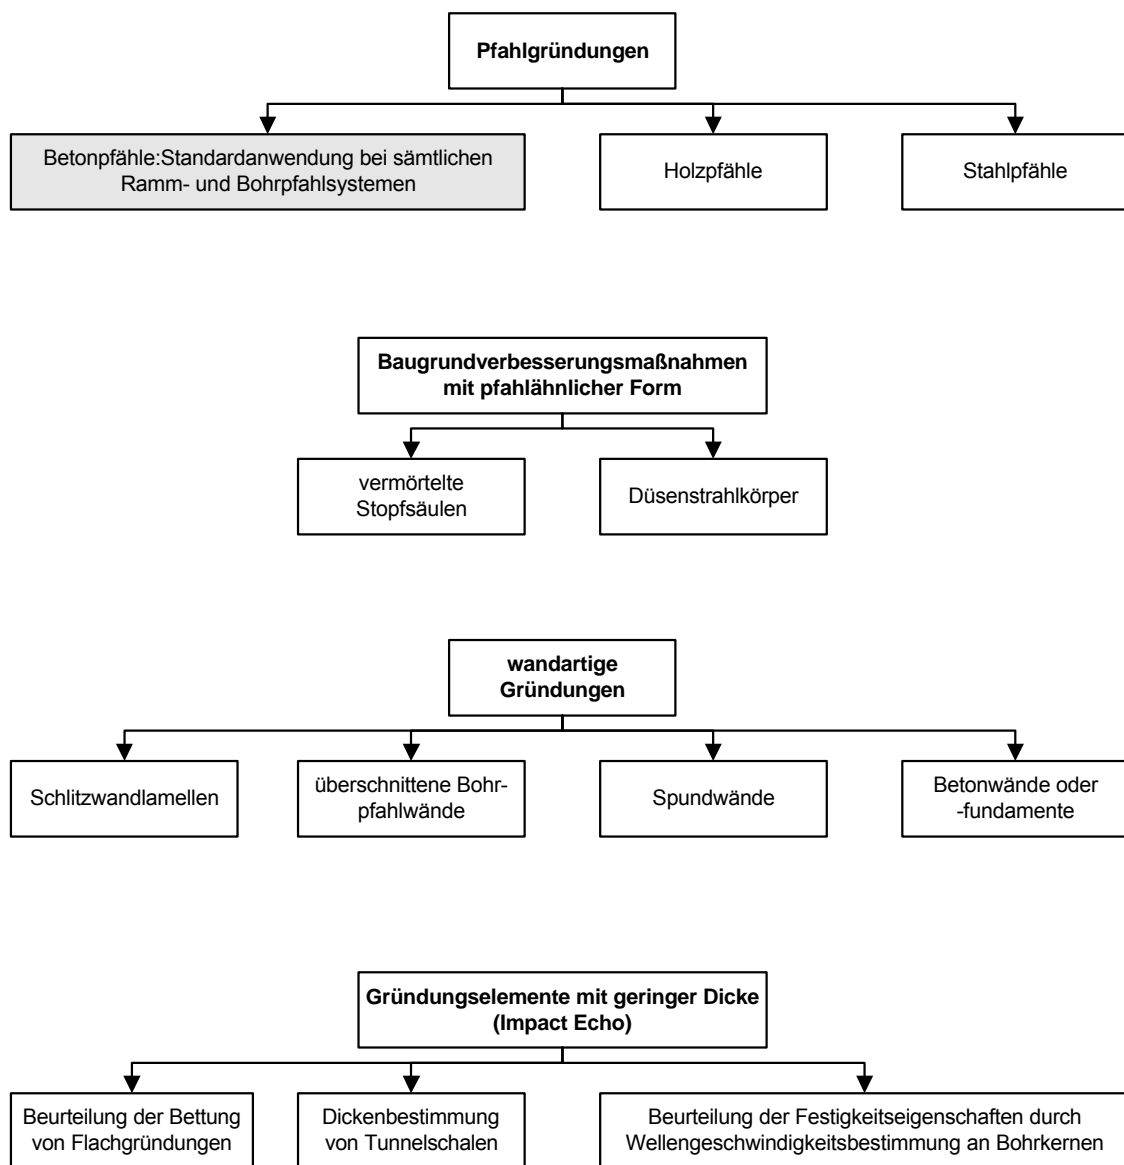 Pfahlgründungen
Betonpfähle:Standardanwendung bei sämtlichen
Ramm- und Bohrpfahlsystemen
Holzpfähle
Stahlpfähle
Baugrundverbesserungsmaßnahmen
mit pfahlähnlicher Form
vermörtelte
Stopfsäulen
Düsenstrahlkörper
wandartige
Gründungen
Schlitzwandlamellen
überschnittene Bohr-
pfahlwände
Spundwände
Betonwände oder
-fundamente
Gründungselemente mit geringer Dicke
(Impact Echo)
Beurteilung der Bettung
von Flachgründungen
Dickenbestimmung
von Tunnelschalen
Beurteilung der Festigkeitseigenschaften durch
Wellengeschwindigkeitsbestimmung an Bohrkernen